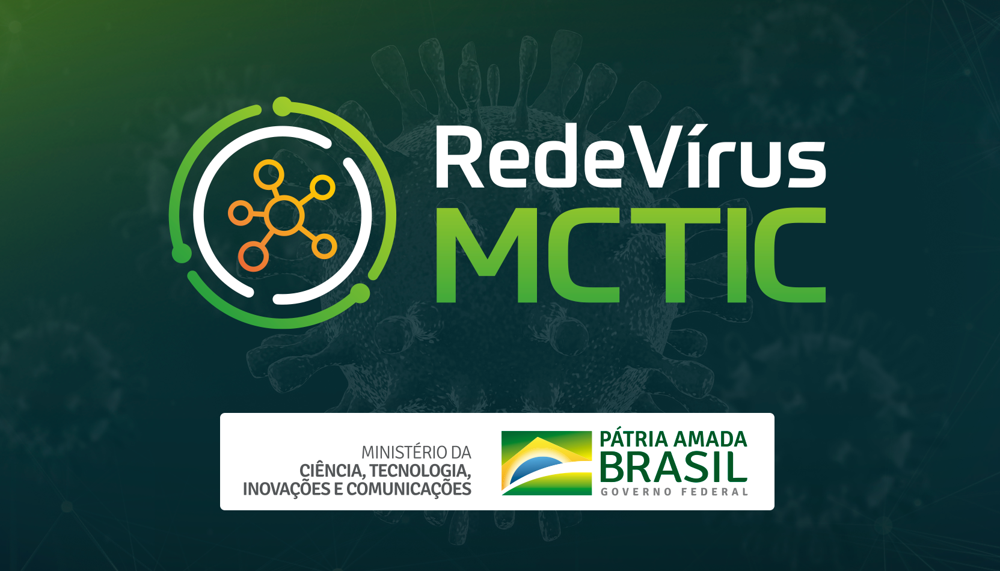 RedeVírus
MCTIC
MINISTÉRIO DA
CIÊNCIA, TECNOLOGIA,
INOVAÇÕES E COMUNICAÇÕES
PÁTRIA AMADA
BRASIL
GOVERNO FEDERAL